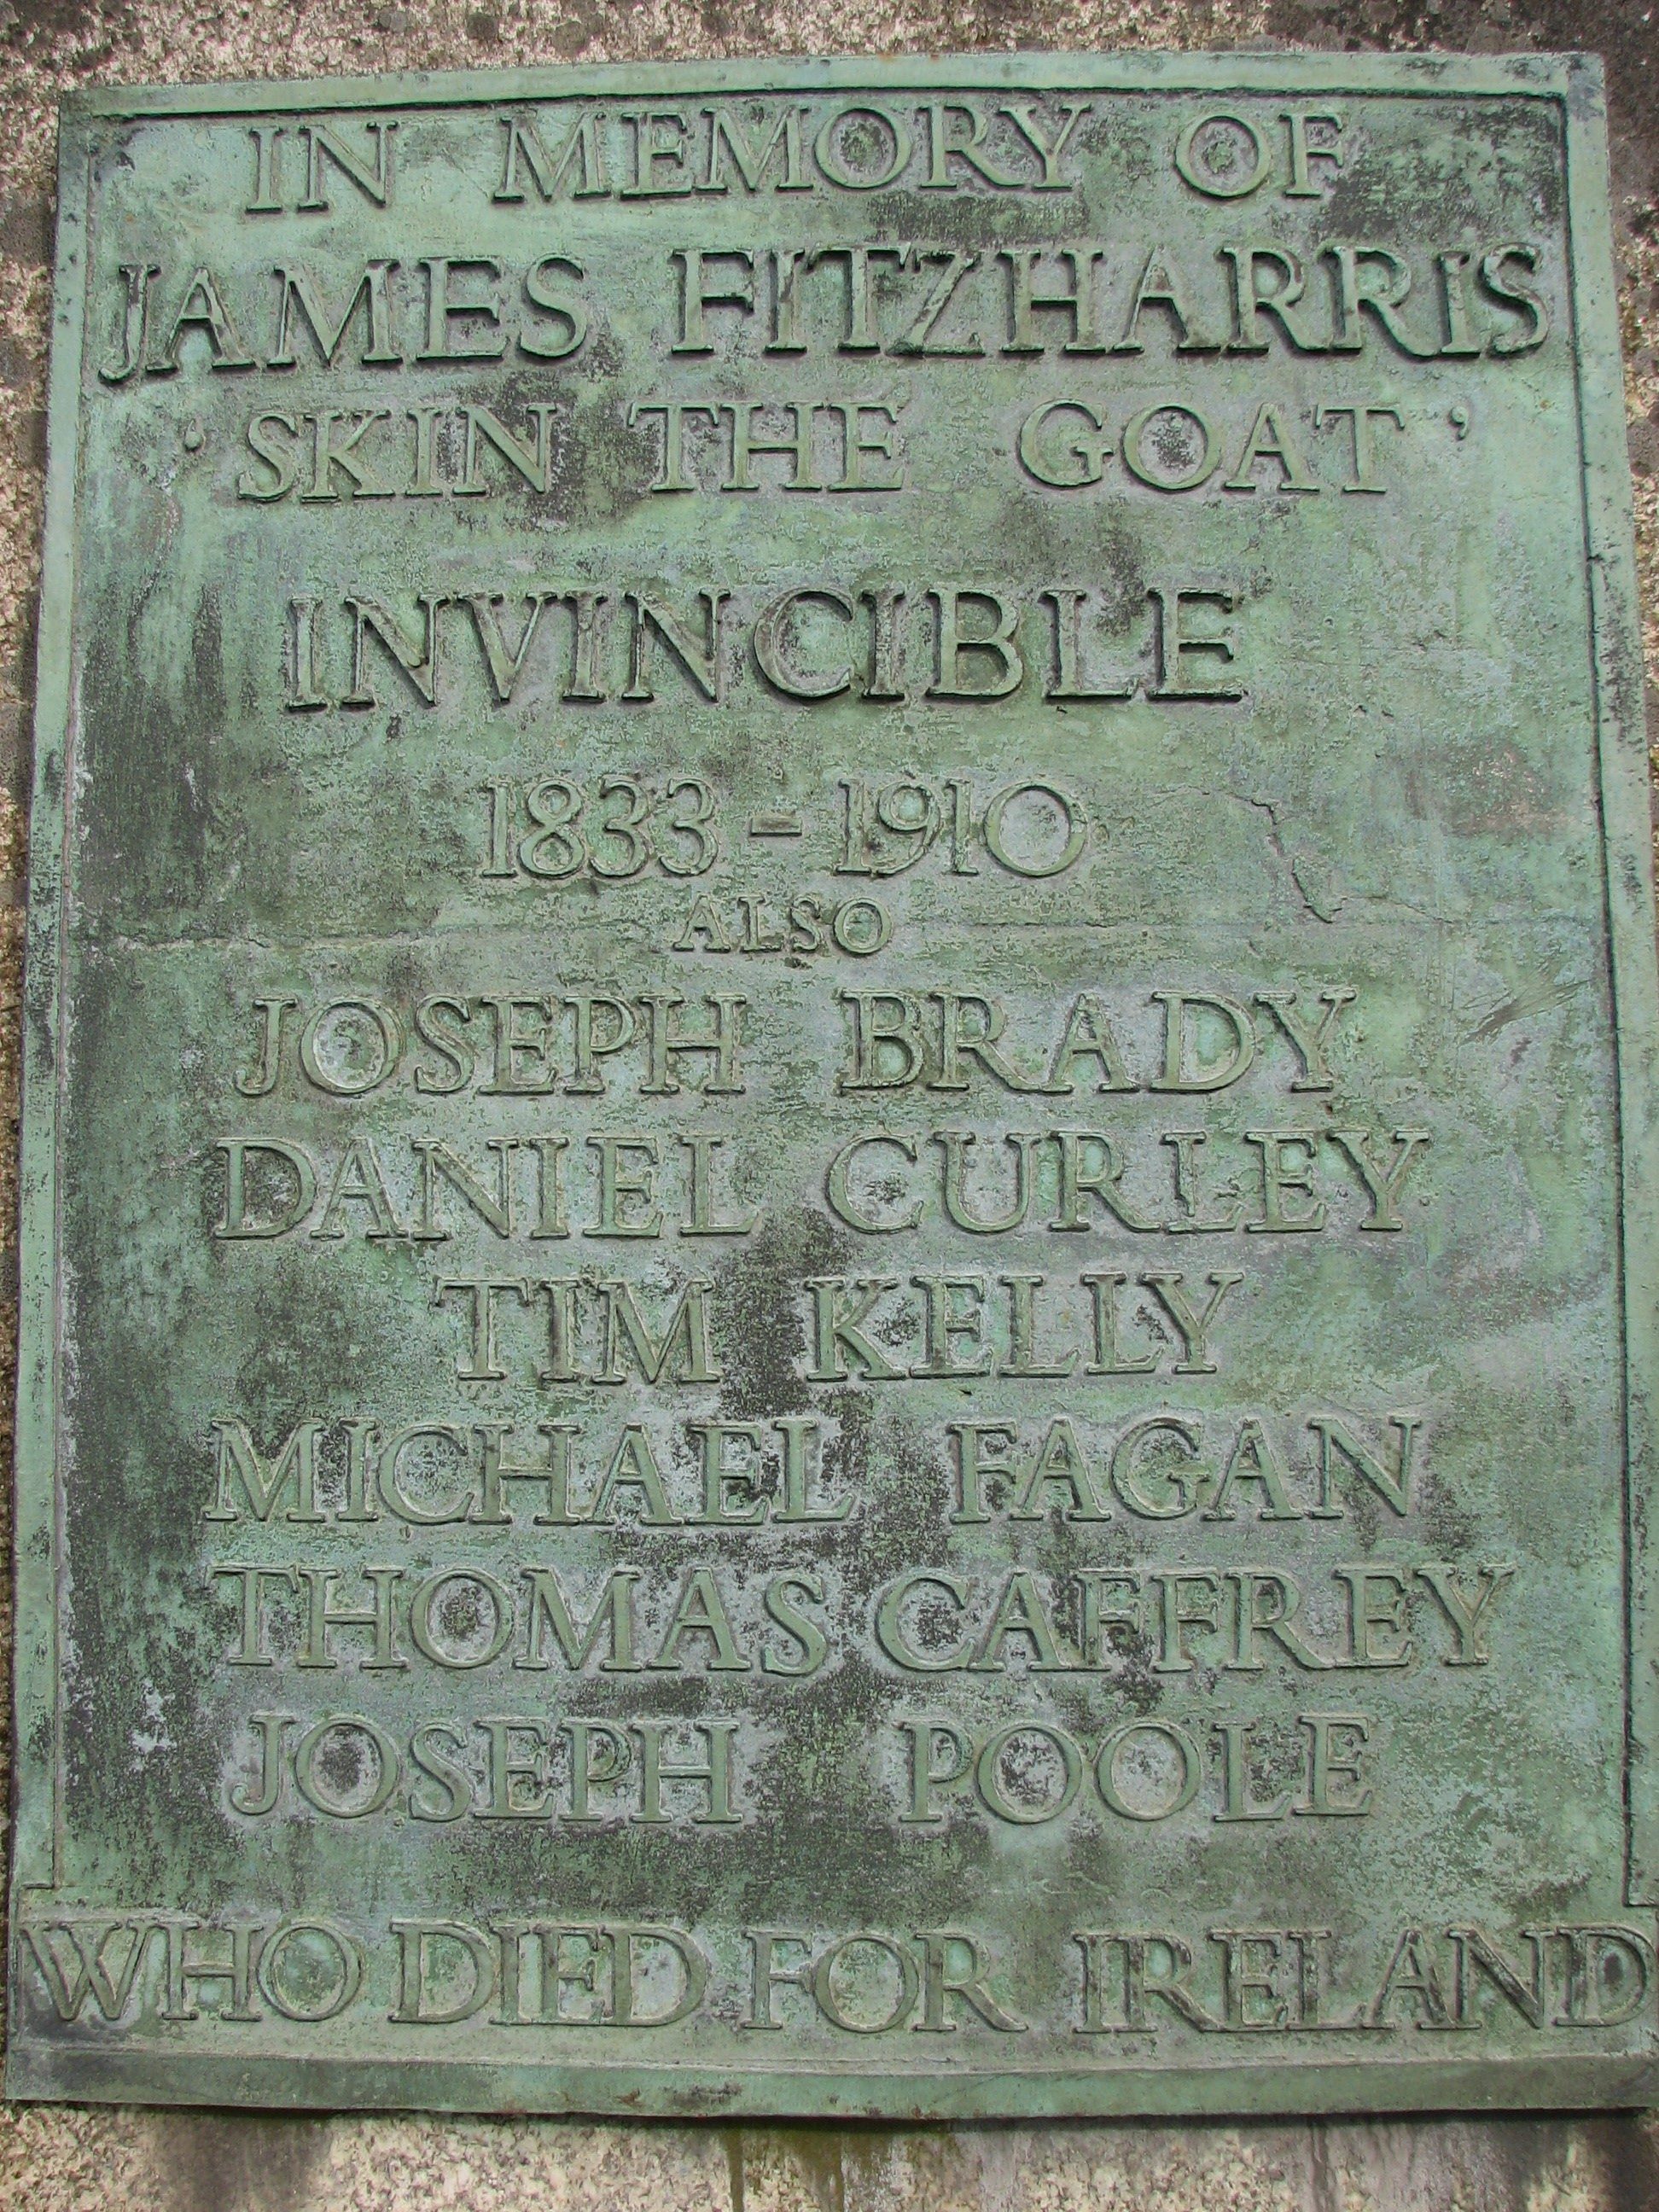 IN MEMORY OF
JAMES FITZHARRIS
‘SKIN THE GOAT’
INVINCIBLE
1833 – 1910
ALSO
JOSEPH BRADY
DANIEL CURLEY
TIM KELLY
MICHAEL FAGAN
THOMAS CAFFREY
JOSEPH POOLE
WHO DIED FOR IRELAND